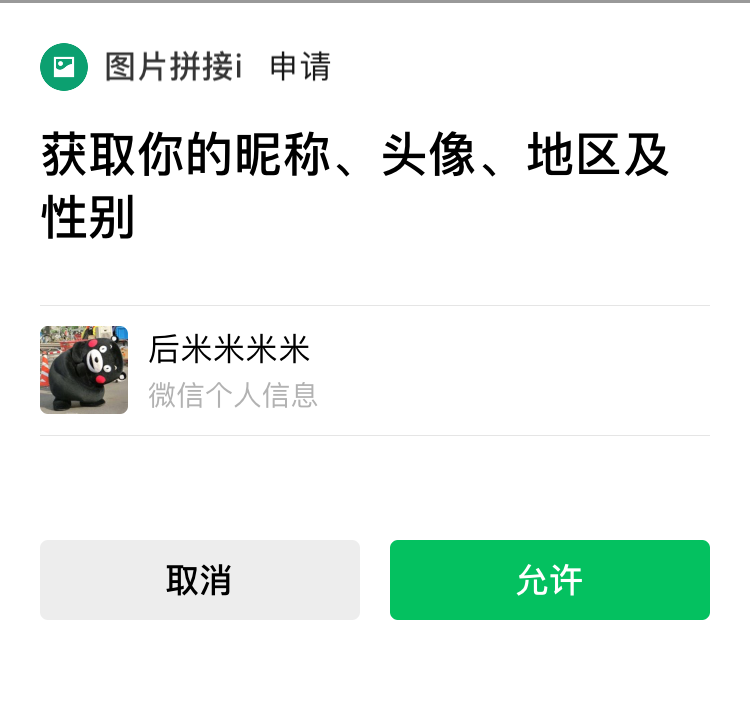 图片拼接i 申请
获取你的昵称、头像、地区及
性别
后米米米米
微信个人信息
取消
允许